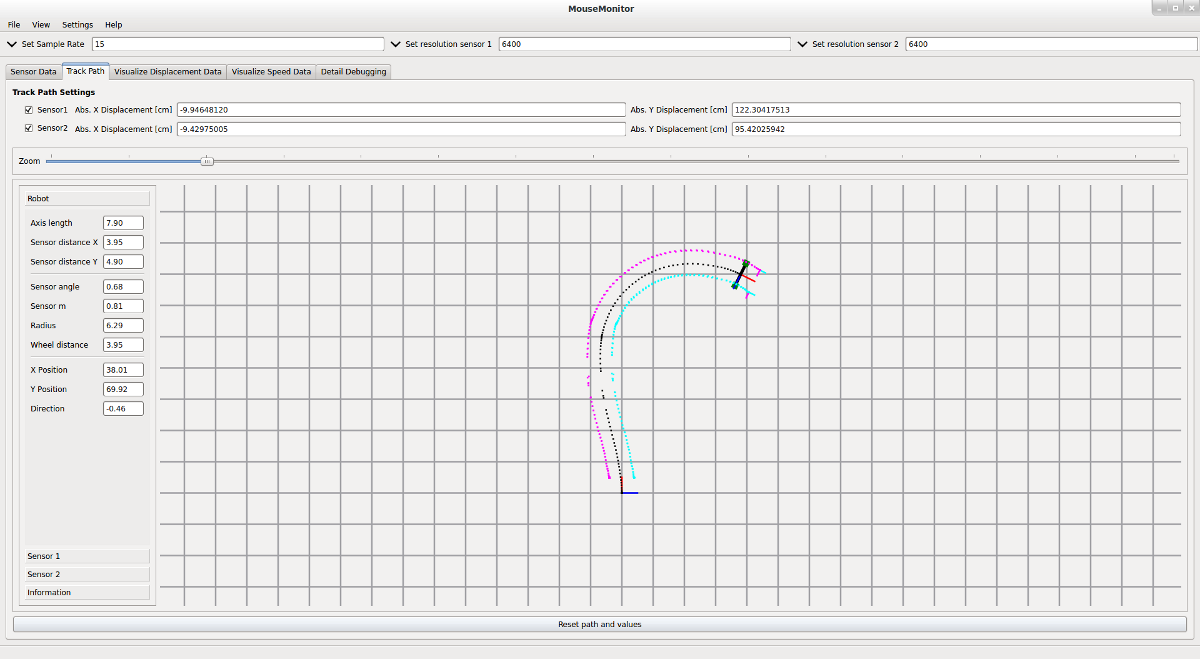 MouseMonitor
File View Settings Help
Set Sample Rate 15 Set resolution sensor 1 6400 Set resolution sensor 2 6400
Sensor Data Track Path Visualize Displacement Data Visualize Speed Data Detail Debugging
Track Path Settings
Sensor1 Abs. X Displacement [cm] -9.94648120 Abs. Y Displacement [cm] 122.30417513
Sensor2 Abs. X Displacement [cm] -9.42975005 Abs. Y Displacement [cm] 95.42025942
Zoom
Robot
Axis length 7.90
Sensor distance X 3.95
Sensor distance Y 4.90
Sensor angle 0.68
Sensor m 0.81
Radius 6.29
Wheel distance 3.95
X Position 38.01
Y Position 69.92
Direction -0.46
Sensor 1
Sensor 2
Information
Reset path and values